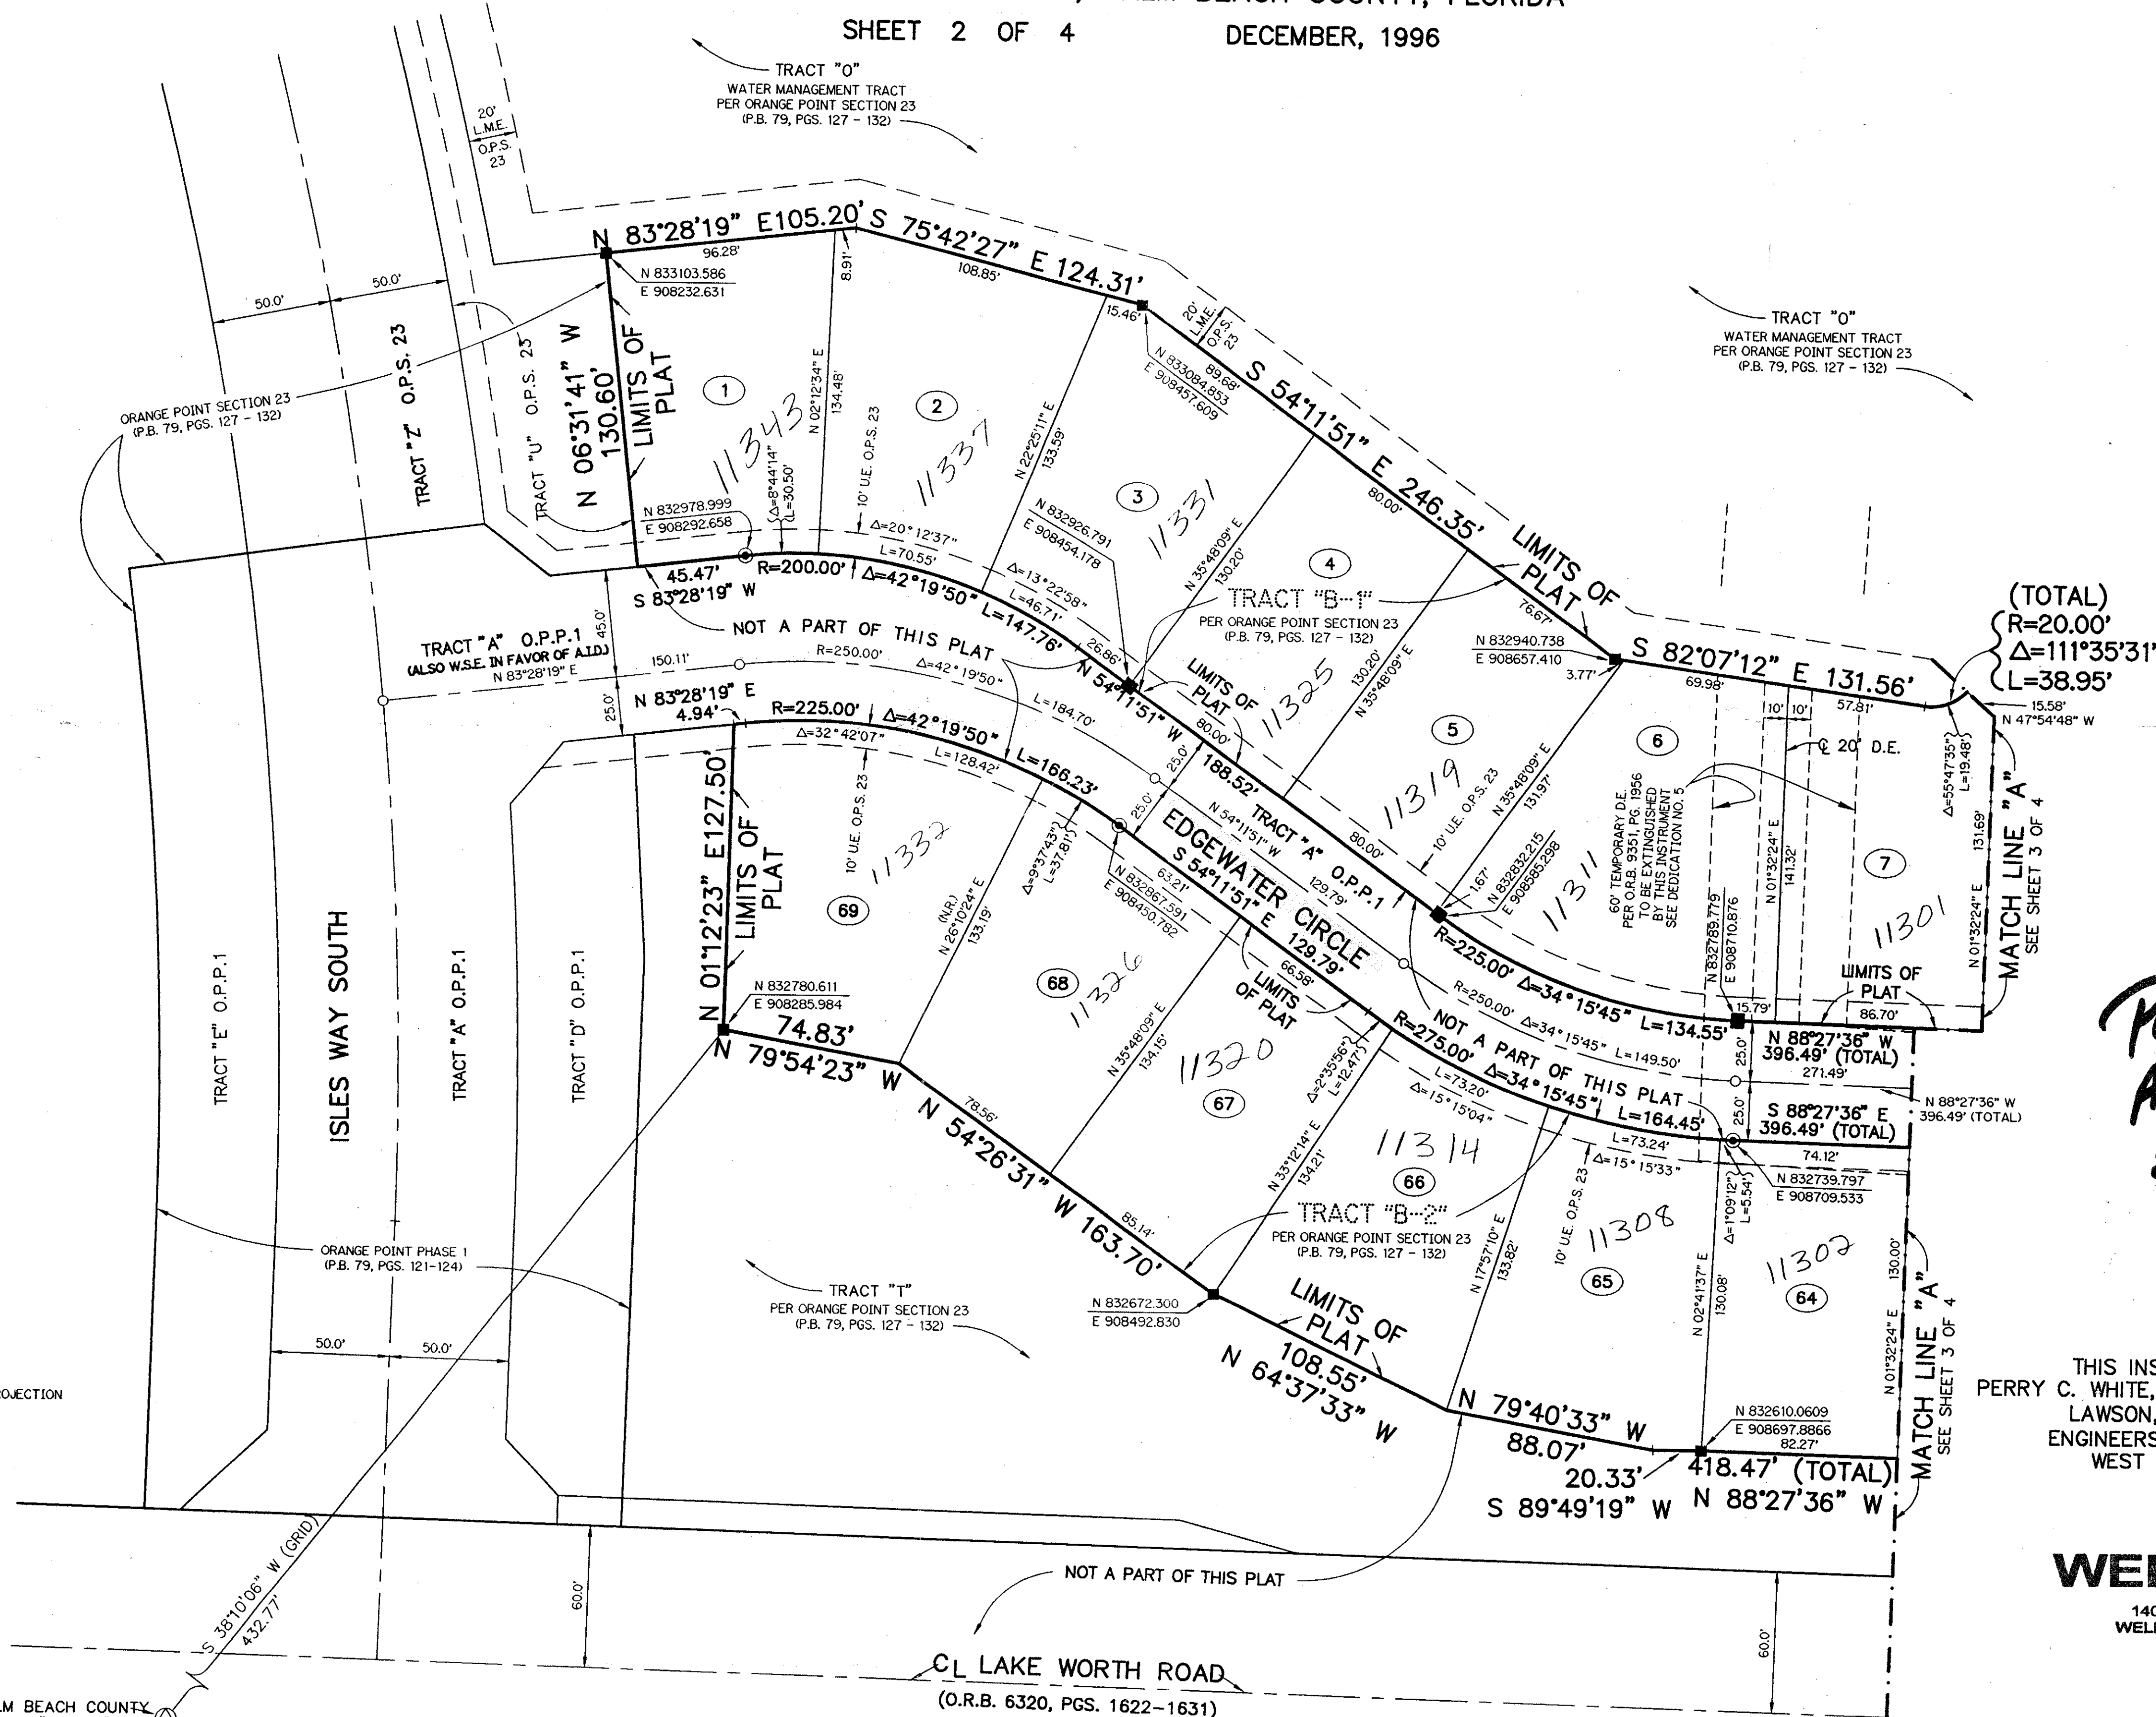 BEACH COUNTY, FLORIDA
SHEET 2 OF 4 DECEMBER, 1996
TRACT "O"
WATER MANAGEMENT TRACT
PER ORANGE POINT SECTION 23
(P.B. 79, PGS. 127 - 132)
20'
L.M.E.
O.P.S.
23
N 83°28'19" E 105.20'
96.28'
8.91'
S 75°42'27" E 124.31'
108.85'
15.46'
N 833103.586
E 908232.631
50.0'
50.0'
TRACT "Z" O.P.S. 23
TRACT "U" O.P.S. 23
N 06°31'41" W
130.60'
LIMITS OF
PLAT
ORANGE POINT SECTION 23
(P.B. 79, PGS. 127 - 132)
20'
L.M.E.
O.P.S.
23
N 833084.853
E 908457.609
89.68'
S 54°11'51" E 246.35'
80.00'
76.67'
LIMITS OF
PLAT
TRACT "O"
WATER MANAGEMENT TRACT
PER ORANGE POINT SECTION 23
(P.B. 79, PGS. 127 - 132)
1
11343
N 02°12'34" E
134.48'
2
11337
10' U.E. O.P.S. 23
N 22°25'11" E
133.59'
3
11331
N 35°48'09" E
130.20'
4
11325
N 35°48'09" E
130.20'
5
11319
N 35°48'09" E
131.97'
10' U.E. O.P.S. 23
6
11311
7
11301
N 832978.999
E 908292.658
Δ=8°44'14"
L=30.50'
Δ=20°12'37"
L=70.55'
Δ=13°22'58"
L=46.71'
N 832926.791
E 908454.178
26.86'
TRACT "B-1"
PER ORANGE POINT SECTION 23
(P.B. 79, PGS. 127 - 132)
45.47'
S 83°28'19" W
R=200.00' Δ=42°19'50" L=147.76'
NOT A PART OF THIS PLAT
TRACT "A" O.P.P.1
(ALSO W.S.E. IN FAVOR OF A.I.D.)
N 83°28'19" E
150.11'
45.0'
25.0'
R=250.00' Δ=42°19'50" L=184.70'
N 54°11'51" W
188.52'
LIMITS OF
PLAT
80.00'
80.00'
1.67'
TRACT "A" O.P.P.1
N 832940.738
E 908657.410
3.77'
S 82°07'12" E 131.56'
69.98'
57.81'
10' 10'
℄ 20' D.E.
(TOTAL)
R=20.00'
Δ=111°35'31"
L=38.95'
15.58'
N 47°54'48" W
Δ=55°47'35"
L=19.48'
131.69'
N 01°32'24" E
MATCH LINE "A"
SEE SHEET 3 OF 4
60' TEMPORARY D.E.
PER O.R.B. 9351, PG. 1956
TO BE EXTINGUISHED
BY THIS INSTRUMENT
SEE DEDICATION NO. 5
N 01°32'24" E
141.32'
N 832789.779
E 908710.876
N 832832.215
E 908585.298
N 83°28'19" E
4.94'
R=225.00' Δ=42°19'50" L=166.23'
Δ=32°42'07" L=128.42'
N 01°12'23" E 127.50'
LIMITS OF
PLAT
10' U.E. O.P.S. 23
11332
69
(N.R.)
N 26°10'24" E
133.19'
Δ=9°37'43"
L=37.81'
25.0'
25.0'
N 832867.591
E 908450.782
EDGEWATER CIRCLE
N 54°11'51" W
129.79'
63.21'
S 54°11'51" E 129.79'
66.58'
LIMITS
OF PLAT
R=225.00' Δ=34°15'45" L=134.55'
R=250.00' Δ=34°15'45" L=149.50'
NOT A PART OF THIS PLAT
R=275.00' Δ=34°15'45" L=164.45'
15.79'
LIMITS OF
PLAT
86.70'
N 88°27'36" W
396.49' (TOTAL)
271.49'
25.0'
25.0'
N 88°27'36" W
396.49' (TOTAL)
S 88°27'36" E
396.49' (TOTAL)
74.12'
N 832739.797
E 908709.533
68
11326
N 35°48'09" E
134.15'
11320
67
Δ=2°35'56"
L=12.47'
L=73.20'
Δ=15°15'04"
L=73.24'
Δ=15°15'33"
N 33°12'14" E
134.21'
11314
66
TRACT "B-2"
PER ORANGE POINT SECTION 23
(P.B. 79, PGS. 127 - 132)
N 17°57'10" E
133.82'
10' U.E. O.P.S. 23
11308
65
Δ=1°09'12"
L=5.54'
N 02°41'37" E
130.08'
11302
64
N 01°32'24" E
130.00'
MATCH LINE "A"
SEE SHEET 3 OF 4
N 832780.611
E 908285.984
74.83'
N 79°54'23" W
78.56'
N 54°26'31" W 163.70'
85.14'
N 832672.300
E 908492.830
LIMITS OF
PLAT
108.55'
N 64°37'33" W
N 79°40'33" W
88.07'
20.33'
S 89°49'19" W
N 832610.0609
E 908697.8866
82.27'
418.47' (TOTAL)
N 88°27'36" W
TRACT "E" O.P.P.1
ISLES WAY SOUTH
TRACT "A" O.P.P.1
TRACT "D" O.P.P.1
ORANGE POINT PHASE 1
(P.B. 79, PGS. 121-124)
TRACT "T"
PER ORANGE POINT SECTION 23
(P.B. 79, PGS. 127 - 132)
50.0'
50.0'
S 38°10'06" W (GRID)
432.77'
60.0'
60.0'
NOT A PART OF THIS PLAT
CL LAKE WORTH ROAD
(O.R.B. 6320, PGS. 1622-1631)
BEACH COUNTY
THIS
PERRY C. WHITE,
LAWSON,
ENGINEERS
WEST